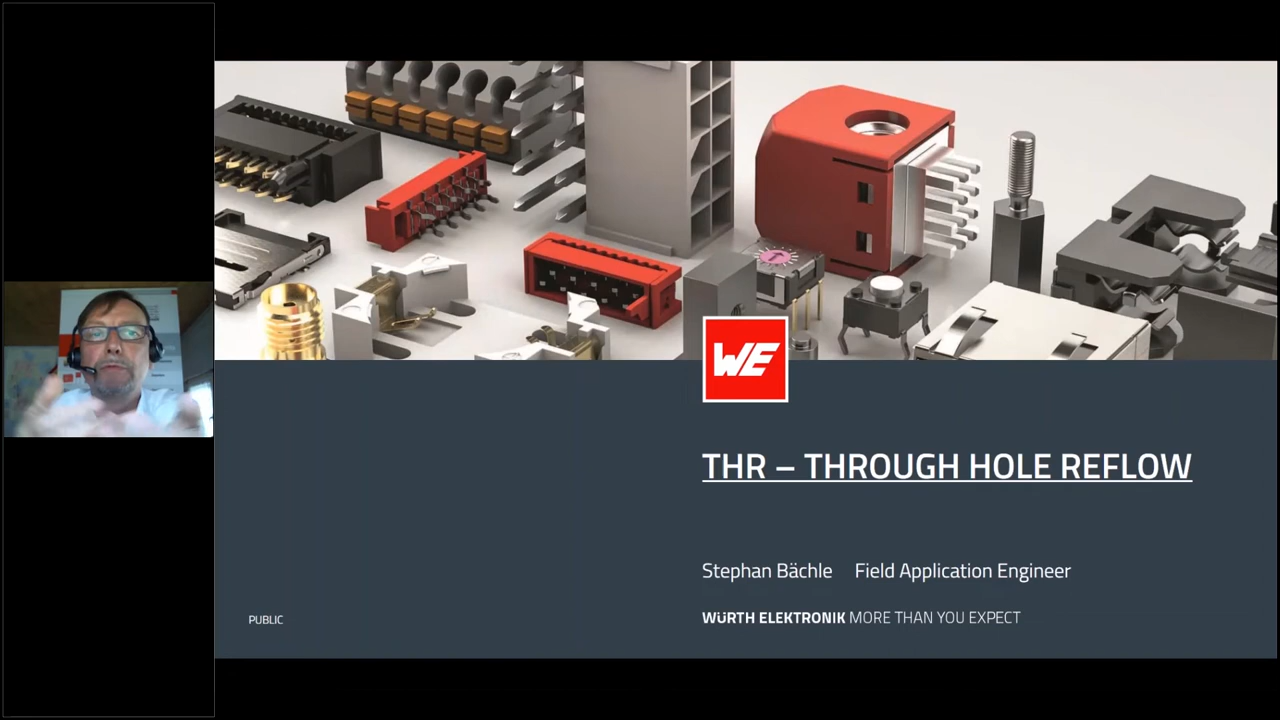 WE
THR – THROUGH HOLE REFLOW
Stephan Bächle Field Application Engineer
WÜRTH ELEKTRONIK MORE THAN YOU EXPECT
PUBLIC